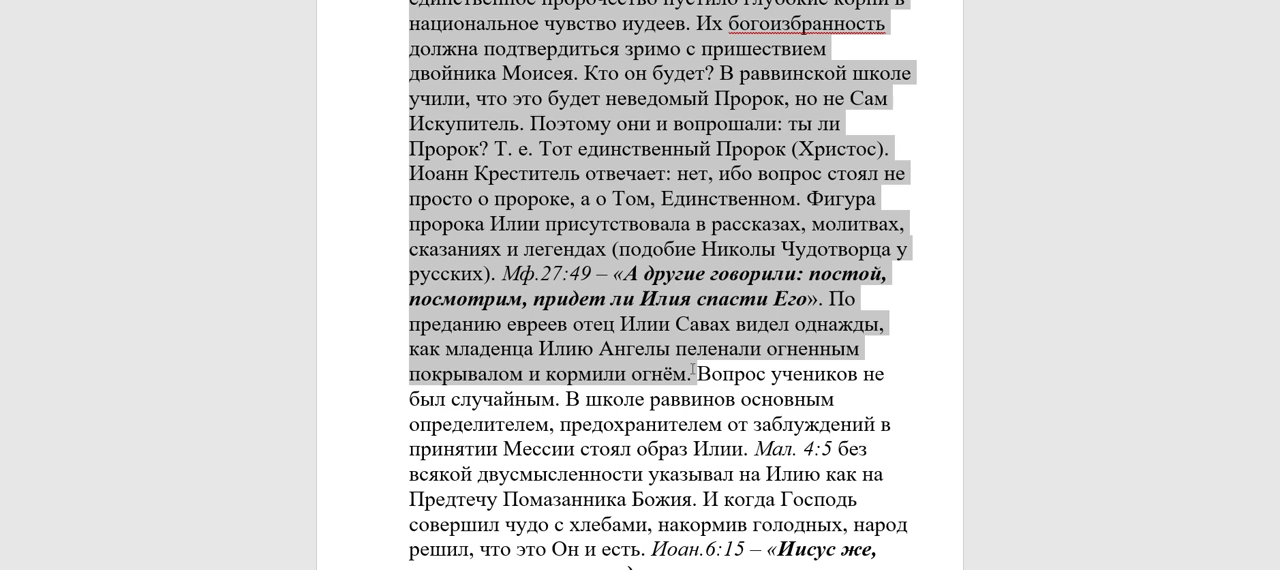 единственное пророчество пустило глубокие корни в
национальное чувство иудеев. Их богоизбранность
должна подтвердиться зримо с пришествием
двойника Моисея. Кто он будет? В раввинской школе
учили, что это будет неведомый Пророк, но не Сам
Искупитель. Поэтому они и вопрошали: ты ли
Пророк? Т. е. Тот единственный Пророк (Христос).
Иоанн Креститель отвечает: нет, ибо вопрос стоял не
просто о пророке, а о Том, Единственном. Фигура
пророка Илии присутствовала в рассказах, молитвах,
сказаниях и легендах (подобие Николы Чудотворца у
русских). Мф.27:49 – «А другие говорили: постой,
посмотрим, придет ли Илия спасти Его». По
преданию евреев отец Илии Савах видел однажды,
как младенца Илию Ангелы пеленали огненным
покрывалом и кормили огнём. Вопрос учеников не
был случайным. В школе раввинов основным
определителем, предохранителем от заблуждений в
принятии Мессии стоял образ Илии. Мал. 4:5 без
всякой двусмысленности указывал на Илию как на
Предтечу Помазанника Божия. И когда Господь
совершил чудо с хлебами, накормив голодных, народ
решил, что это Он и есть. Иоан.6:15 – «Иисус же,